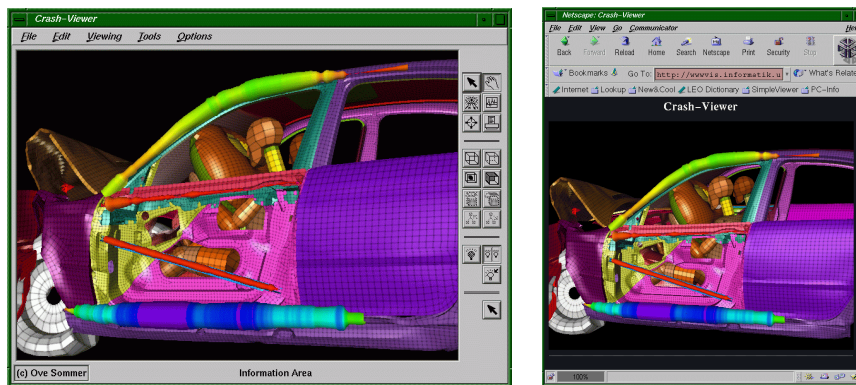 Crash-Viewer
File Edit Viewing Tools Options
(c) Ove Sommer Information Area
Netscape: Crash-Viewer
File Edit View Go Communicator
Back Forward Reload Home Search Netscape Print Security Stop
Bookmarks Go To: http://wwwvis.informatik.u What's Relate
Internet Lookup New&Cool LEO Dictionary SimpleViewer PC-Info
Crash-Viewer
100%